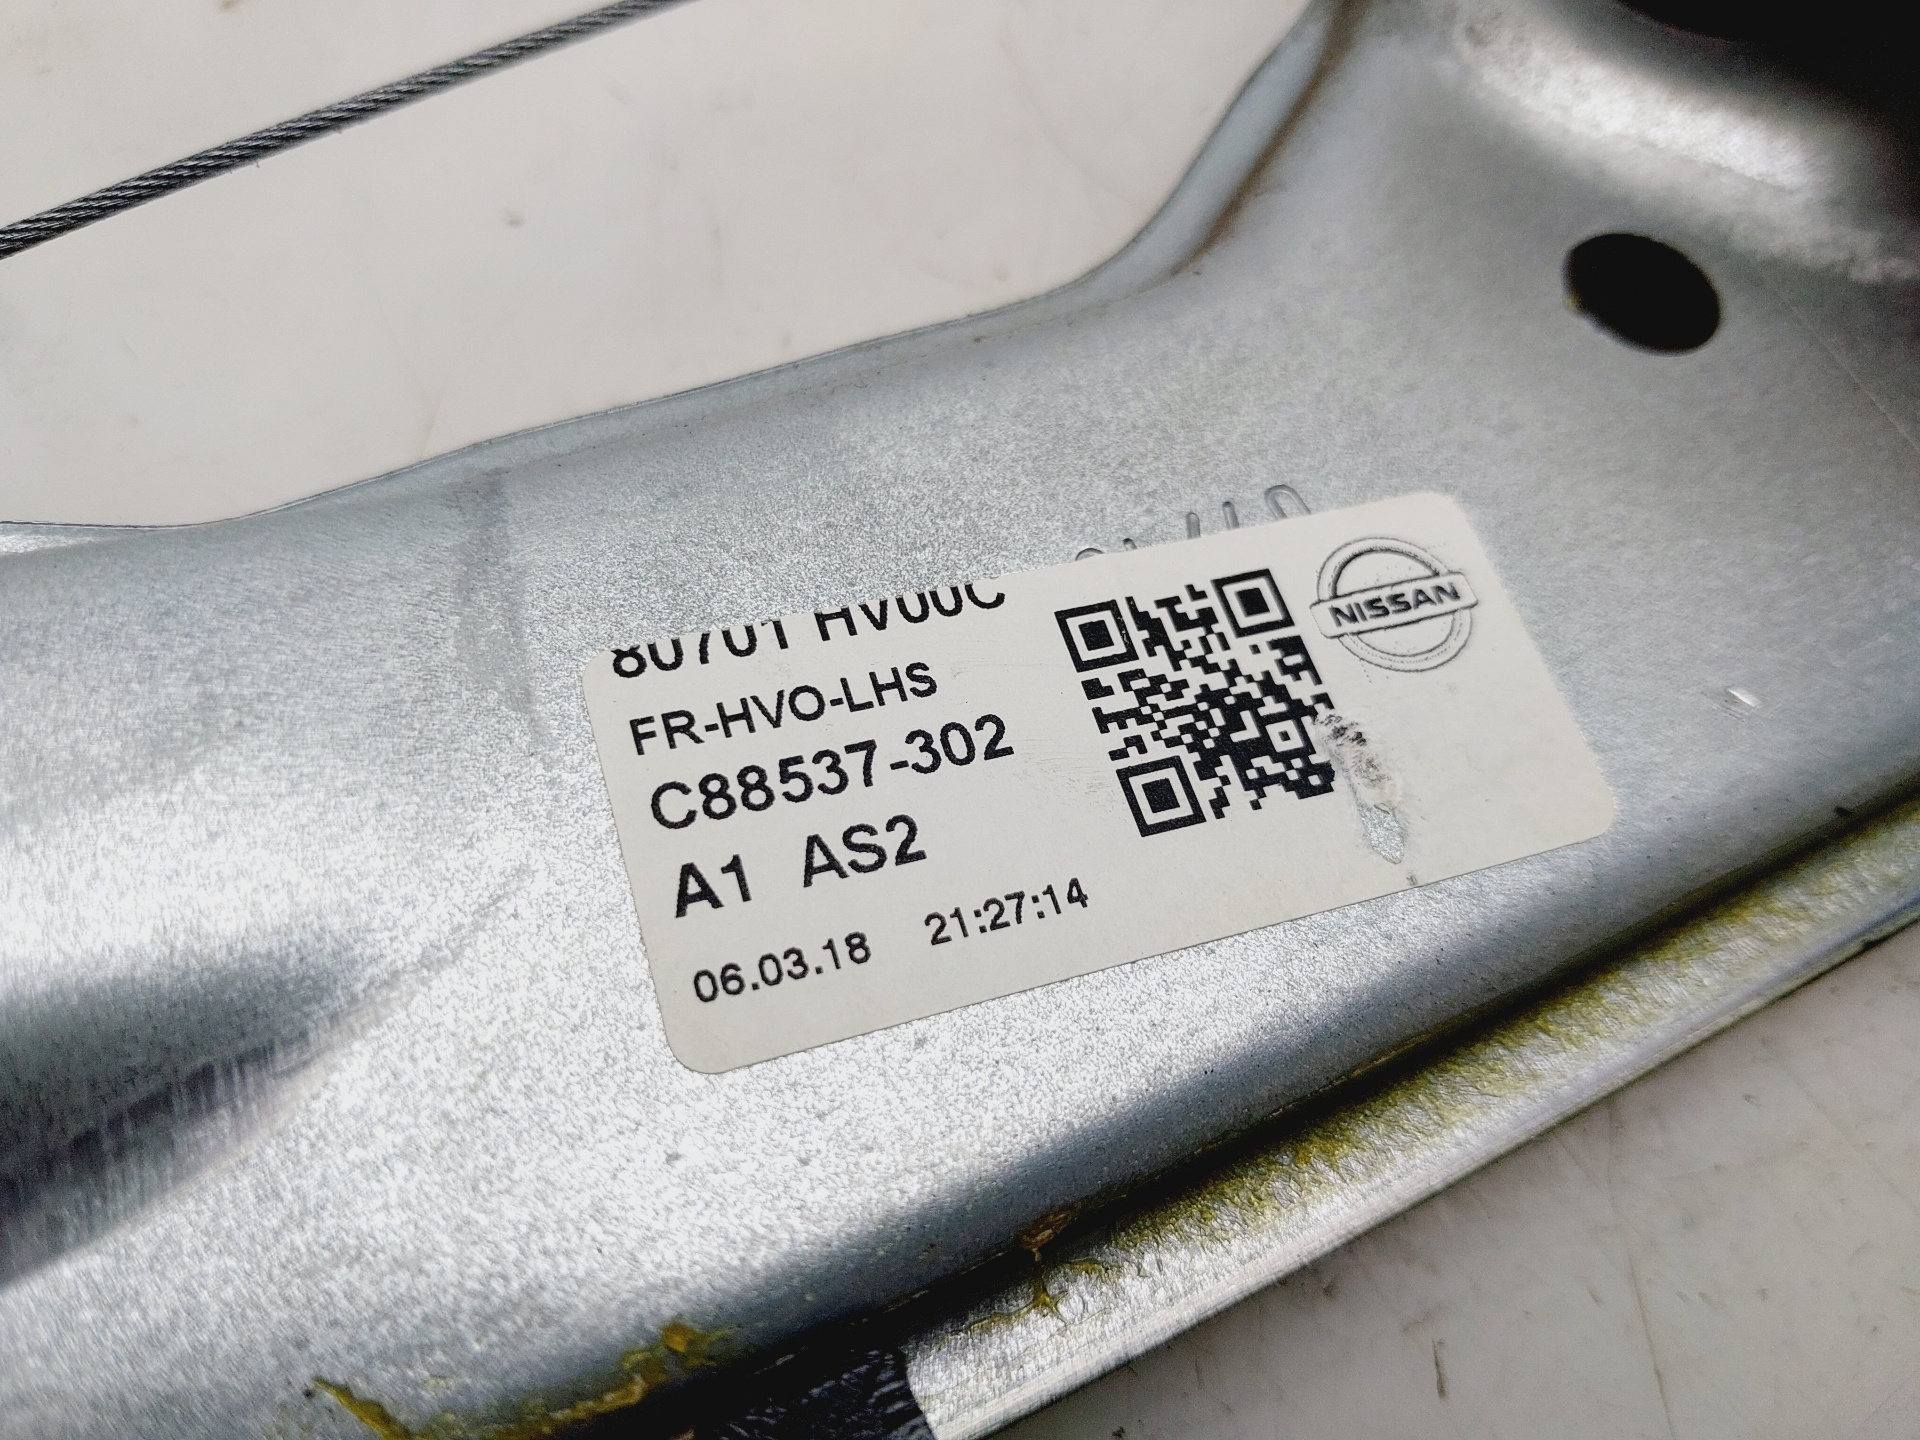 80701 HV00C
FR-HVO-LHS
C88537-302
A1 AS2
06.03.18 21:27:14
NISSAN